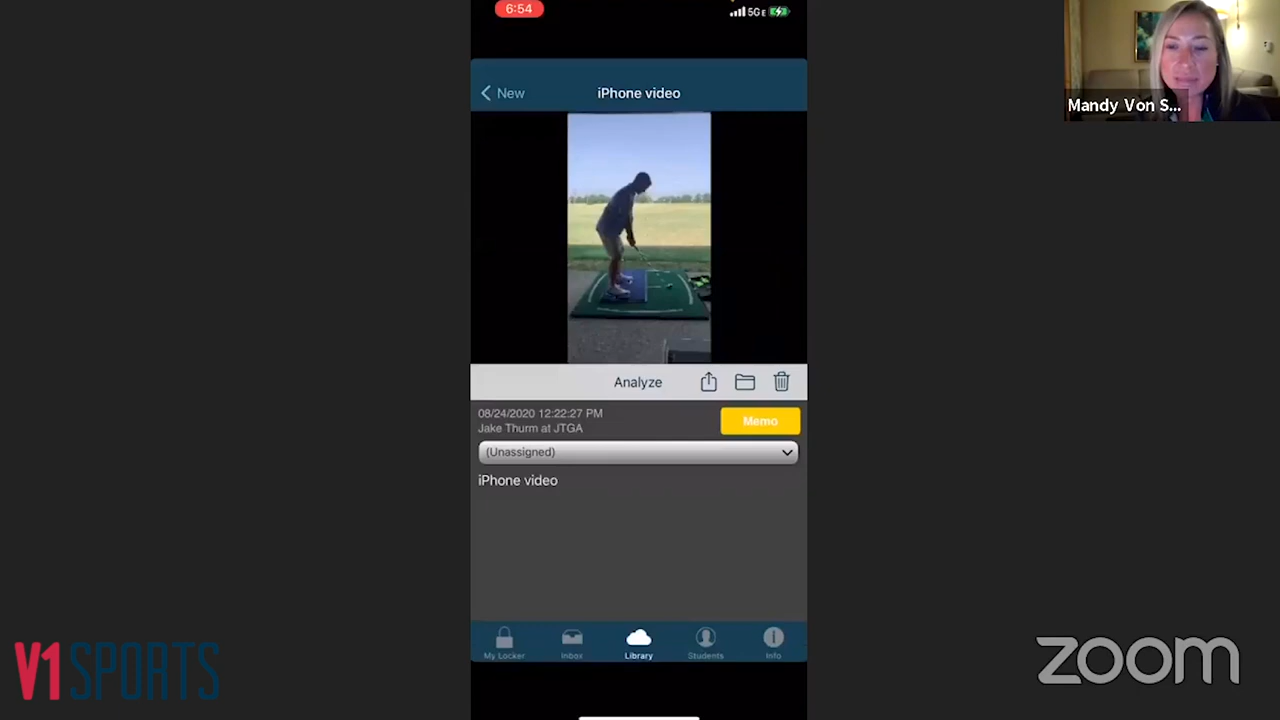 6:54
5GE
New
iPhone video
Mandy Von S...
Analyze
08/24/2020 12:22:27 PM
Jake Thurm at JTGA
Memo
(Unassigned)
iPhone video
My Locker
Inbox
Library
Students
Info
V1SPORTS
zoom